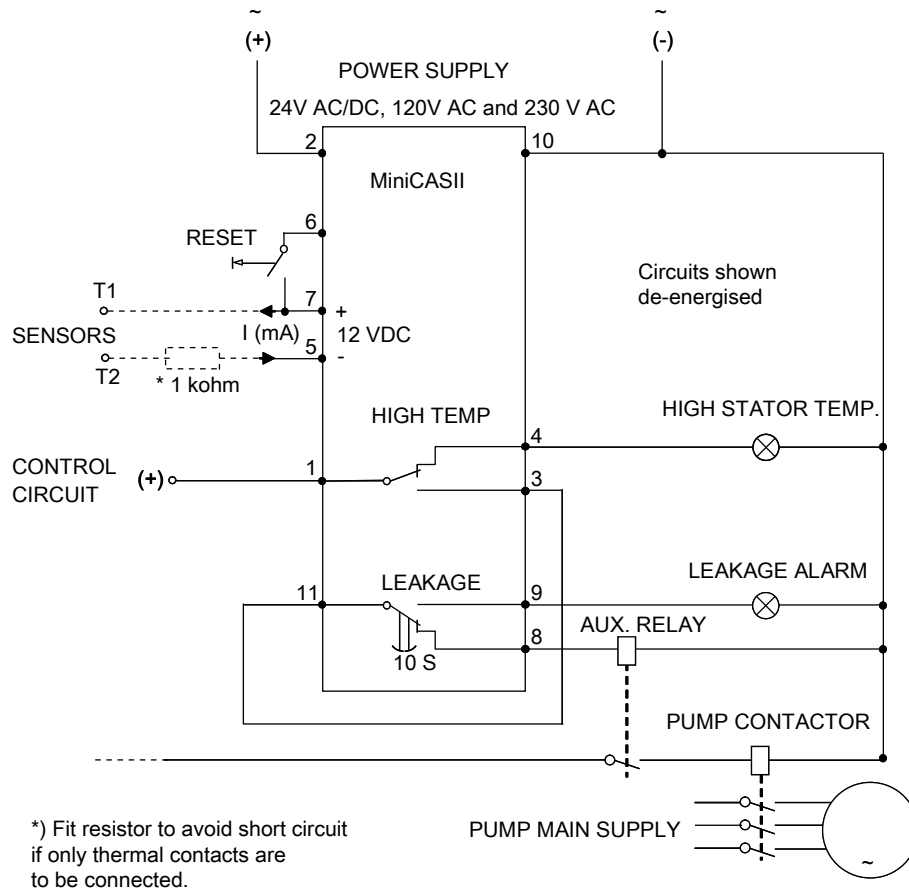 ~ ~
(+) (-)
POWER SUPPLY
24V AC/DC, 120V AC and 230 V AC
2 10
MiniCASII
6
RESET
Circuits shown
de-energised
T1 7 +
I (mA) 12 VDC
SENSORS
5 -
T2
* 1 kohm
HIGH TEMP HIGH STATOR TEMP.
4
CONTROL
CIRCUIT
(+) 1 3
LEAKAGE LEAKAGE ALARM
11 9
AUX. RELAY
8
10 S
PUMP CONTACTOR
*) Fit resistor to avoid short circuit
if only thermal contacts are
to be connected.
PUMP MAIN SUPPLY
~